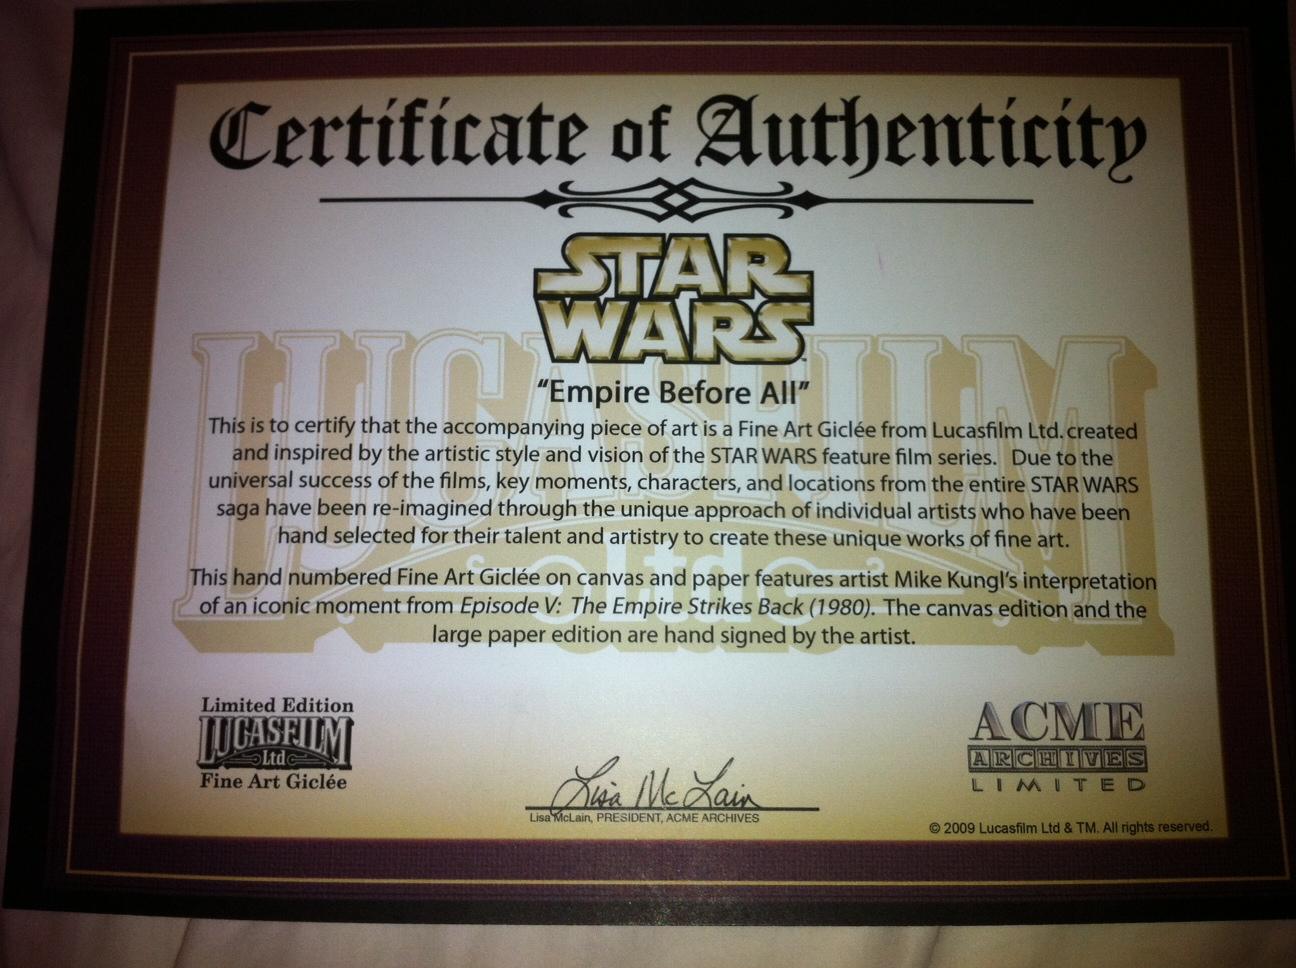 Certificate of Authenticity
STAR
WARS
LUCASFILM
Ltd
“Empire Before All”
This is to certify that the accompanying piece of art is a Fine Art Giclée from Lucasfilm Ltd. created
and inspired by the artistic style and vision of the STAR WARS feature film series. Due to the
universal success of the films, key moments, characters, and locations from the entire STAR WARS
saga have been re-imagined through the unique approach of individual artists who have been
hand selected for their talent and artistry to create these unique works of fine art.
This hand numbered Fine Art Giclée on canvas and paper features artist Mike Kungl's interpretation
of an iconic moment from Episode V: The Empire Strikes Back (1980). The canvas edition and the
large paper edition are hand signed by the artist.
Limited Edition
LUCASFILM
Ltd
Fine Art Giclée
Lisa McLain
Lisa McLain, PRESIDENT, ACME ARCHIVES
ACME
ARCHIVES
LIMITED
© 2009 Lucasfilm Ltd & TM. All rights reserved.